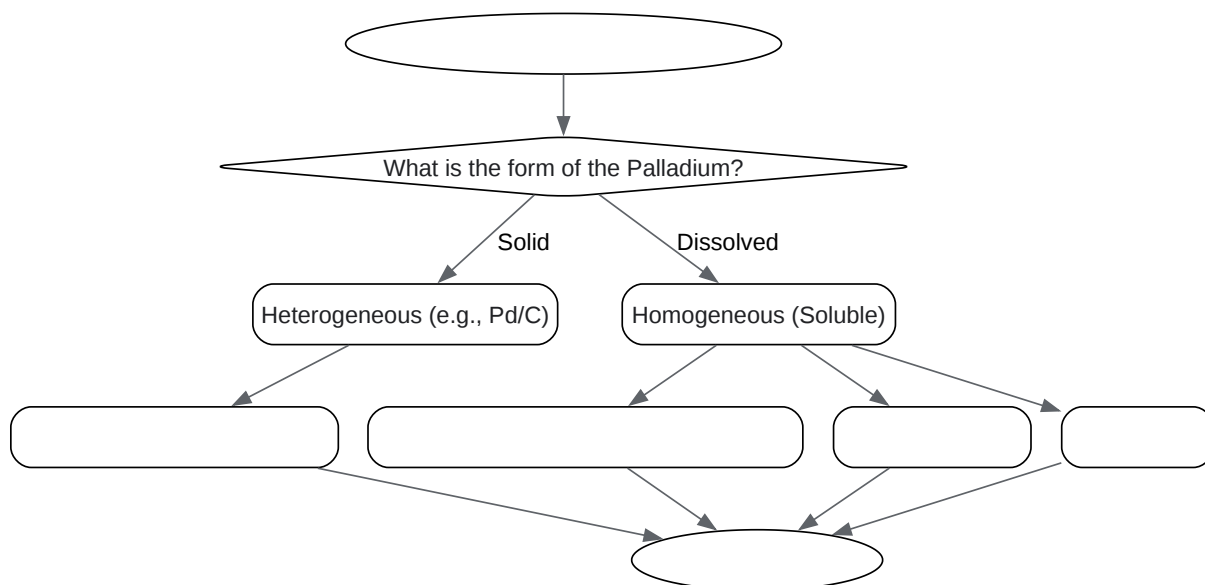 What is the form of the Palladium?
Solid
Dissolved
Heterogeneous (e.g., Pd/C)
Homogeneous (Soluble)